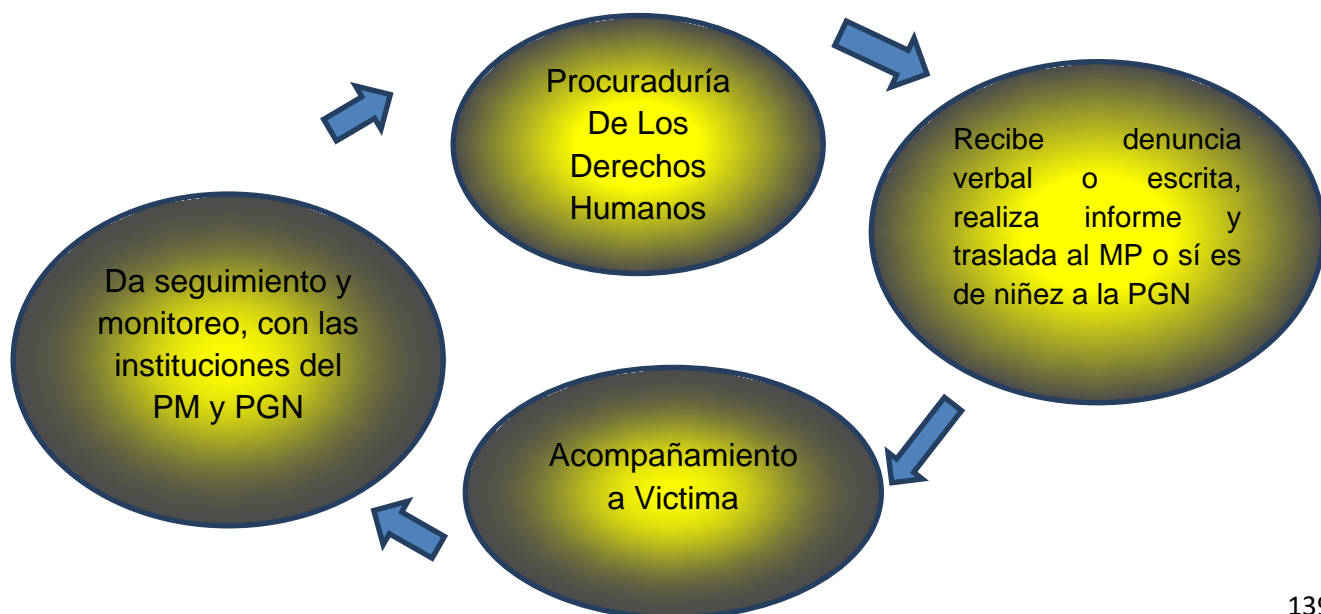 Procuraduría
De Los
Derechos
Humanos
Recibe denuncia
verbal o escrita,
realiza informe y
traslada al MP o sí es
de niñez a la PGN
Acompañamiento
a Victima
Da seguimiento y
monitoreo, con las
instituciones del
PM y PGN
139